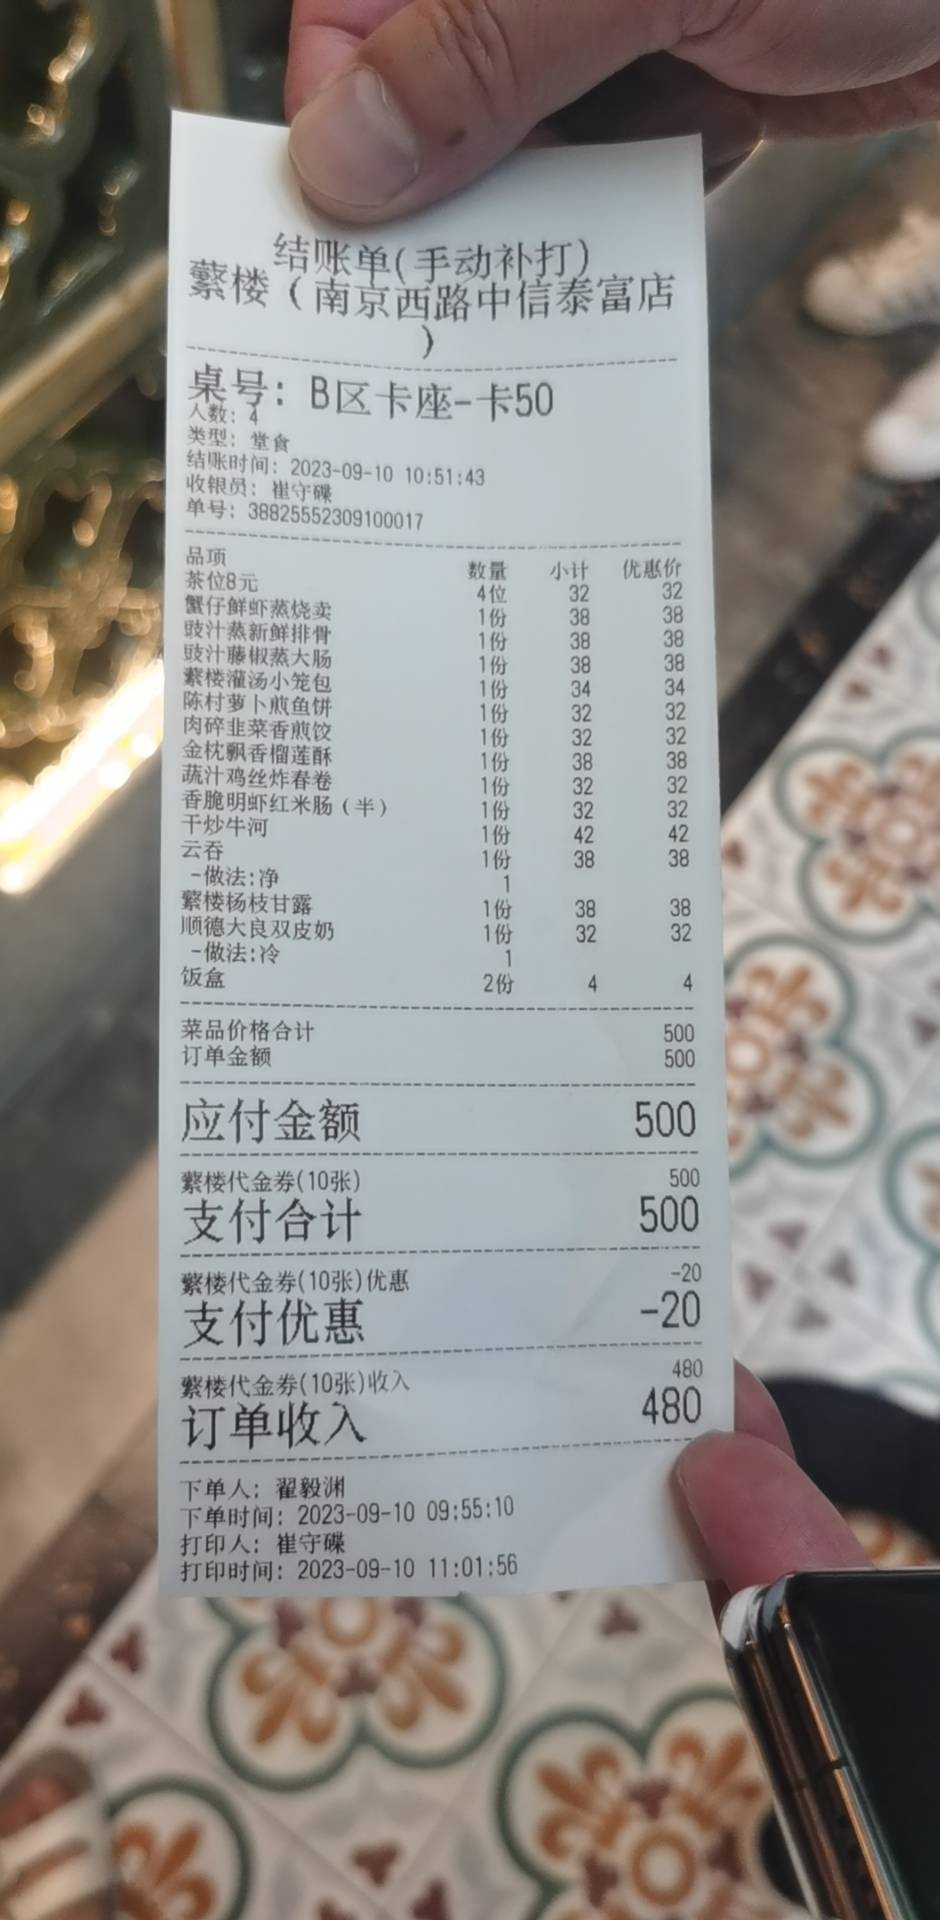 结账单(手动补打)
蘩楼（南京西路中信泰富店
）
桌号: B区卡座-卡50
人数: 4
类型: 堂食
结账时间: 2023-09-10 10:51:43
收银员: 崔守碟
单号: 388255552309100017
品项 数量 小计 优惠价
茶位8元 4位 32 32
蟹仔鲜虾蒸烧卖 1份 38 38
豉汁蒸新鲜排骨 1份 38 38
豉汁藤椒蒸大肠 1份 38 38
蘩楼灌汤小笼包 1份 34 34
陈村萝卜煎鱼饼 1份 32 32
肉碎韭菜香煎饺 1份 32 32
金枕飘香榴莲酥 1份 38 38
蔬汁鸡丝炸春卷 1份 32 32
香脆明虾红米肠（半） 1份 32 32
干炒牛河 1份 42 42
云吞 1份 38 38
-做法:净 1
蘩楼杨枝甘露 1份 38 38
顺德大良双皮奶 1份 32 32
-做法:冷 1
饭盒 2份 4 4
菜品价格合计 500
订单金额 500
应付金额 500
蘩楼代金券(10张) 500
支付合计 500
蘩楼代金券(10张)优惠 -20
支付优惠 -20
蘩楼代金券(10张)收入 480
订单收入 480
下单人: 翟毅渊
下单时间: 2023-09-10 09:55:10
打印人: 崔守碟
打印时间: 2023-09-10 11:01:56